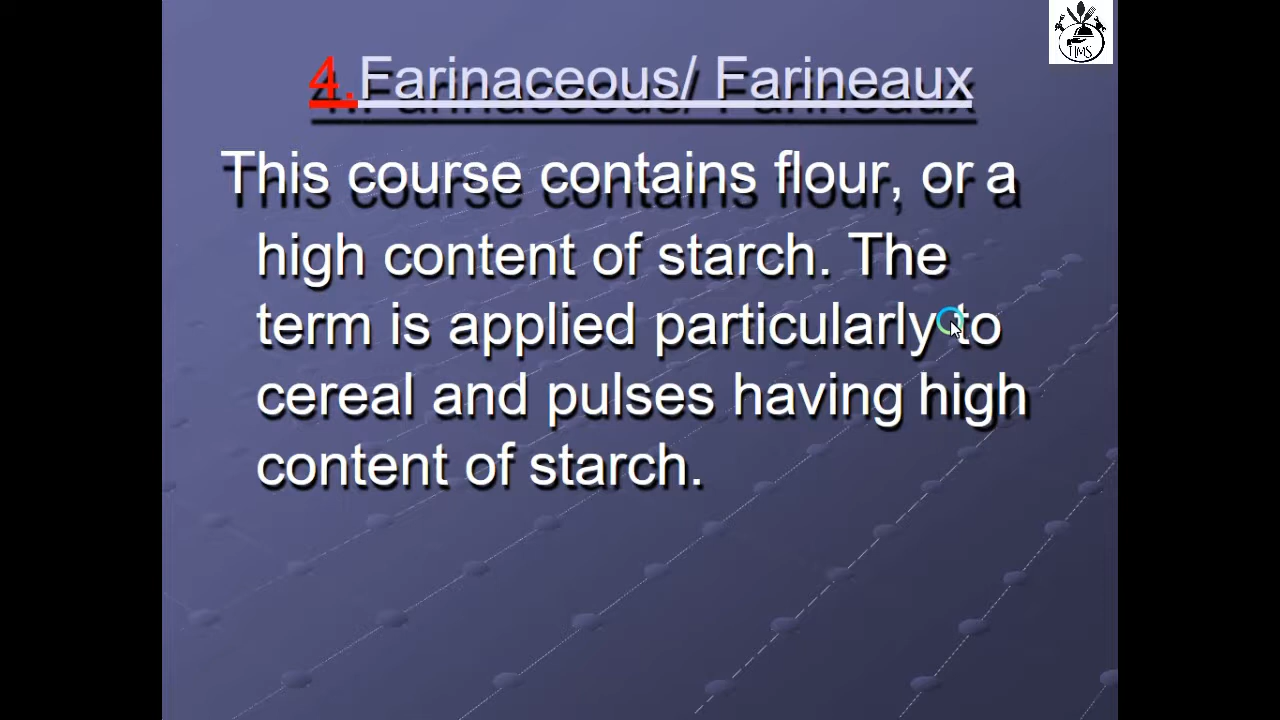 TIMS
4.Farinaceous/ Farineaux
This course contains flour, or a
high content of starch. The
term is applied particularly to
cereal and pulses having high
content of starch.